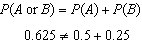 P(A or B) = P(A) + P(B)
0.625 ≠ 0.5 + 0.25